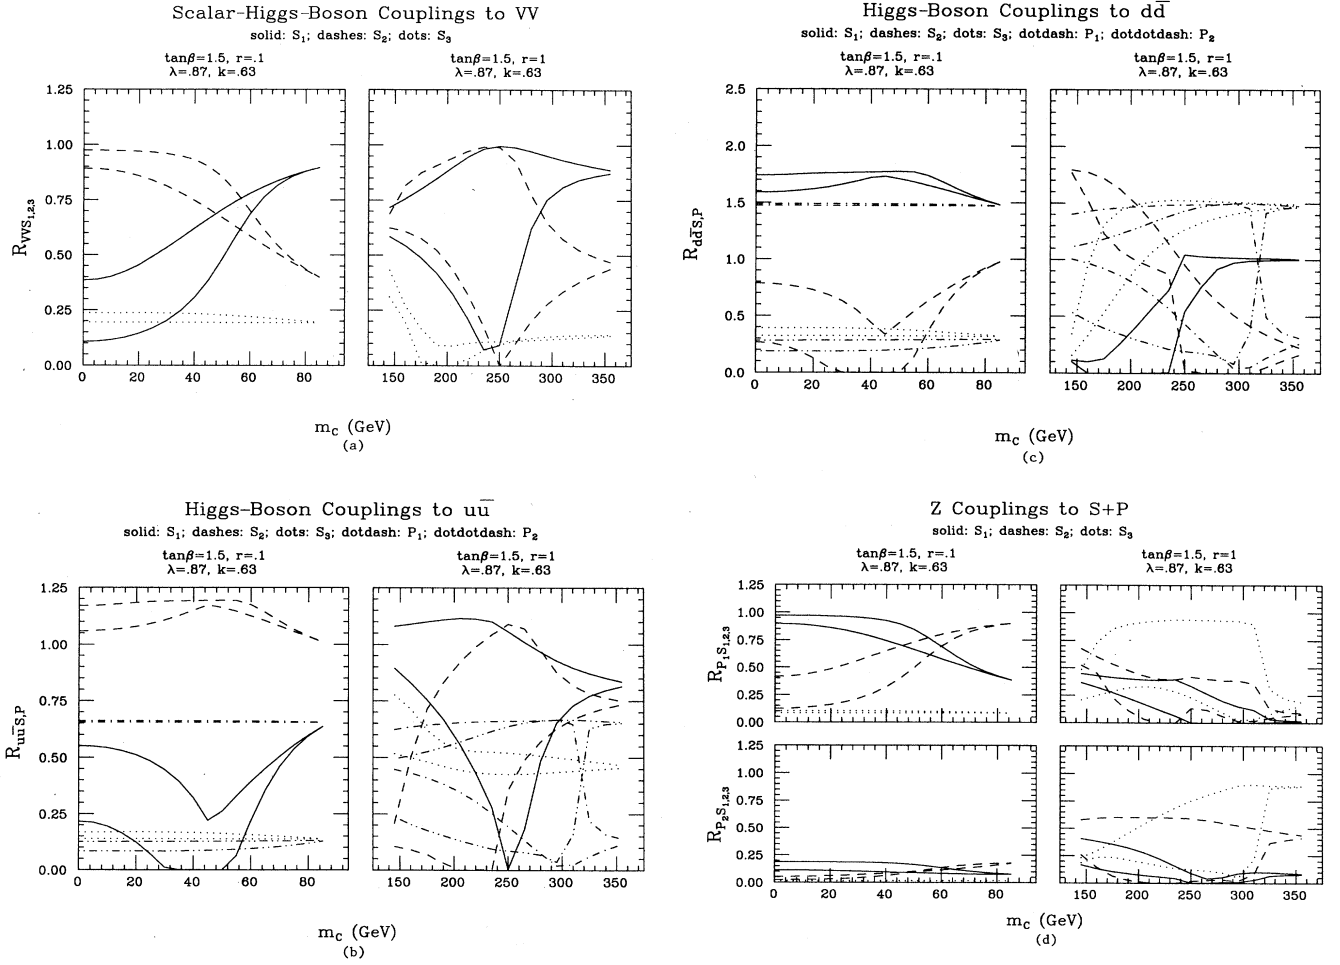 Scalar-Higgs-Boson Couplings to VV
solid: S₁; dashes: S₂; dots: S₃
tanβ=1.5, r=.1
λ=.87, k=.63
tanβ=1.5, r=1
λ=.87, k=.63
1.25
1.00
0.75
0.50
0.25
0.00
R_VVS₁,₂,₃
0 20 40 60 80
150 200 250 300 350
m_C (GeV)
(a)
Higgs-Boson Couplings to dd̅
solid: S₁; dashes: S₂; dots: S₃; dotdash: P₁; dotdotdash: P₂
tanβ=1.5, r=.1
λ=.87, k=.63
tanβ=1.5, r=1
λ=.87, k=.63
2.5
2.0
1.5
1.0
0.5
0.0
R_dd̅S,P
0 20 40 60 80
150 200 250 300 350
m_C (GeV)
(c)
Higgs-Boson Couplings to uu̅
solid: S₁; dashes: S₂; dots: S₃; dotdash: P₁; dotdotdash: P₂
tanβ=1.5, r=.1
λ=.87, k=.63
tanβ=1.5, r=1
λ=.87, k=.63
1.25
1.00
0.75
0.50
0.25
0.00
R_uu̅S,P
0 20 40 60 80
150 200 250 300 350
m_C (GeV)
(b)
Z Couplings to S+P
solid: S₁; dashes: S₂; dots: S₃
tanβ=1.5, r=.1
λ=.87, k=.63
tanβ=1.5, r=1
λ=.87, k=.63
1.25
1.00
0.75
0.50
0.25
0.00
R_P₁S₁,₂,₃
1.25
1.00
0.75
0.50
0.25
0.00
R_P₂S₁,₂,₃
0 20 40 60 80
150 200 250 300 350
m_C (GeV)
(d)